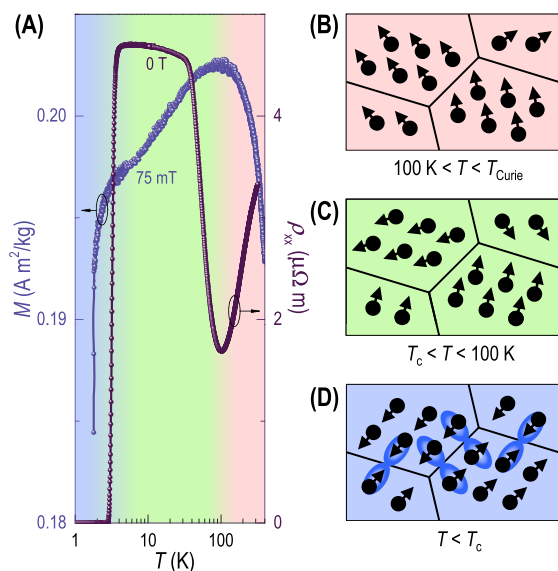 (A)
0 T
75 mT
0.20
0.19
0.18
M (A m²/kg)
4
2
0
ρxx (μΩ m)
1
10
100
T (K)
(B)
100 K < T < TCurie
(C)
Tc < T < 100 K
(D)
T < Tc